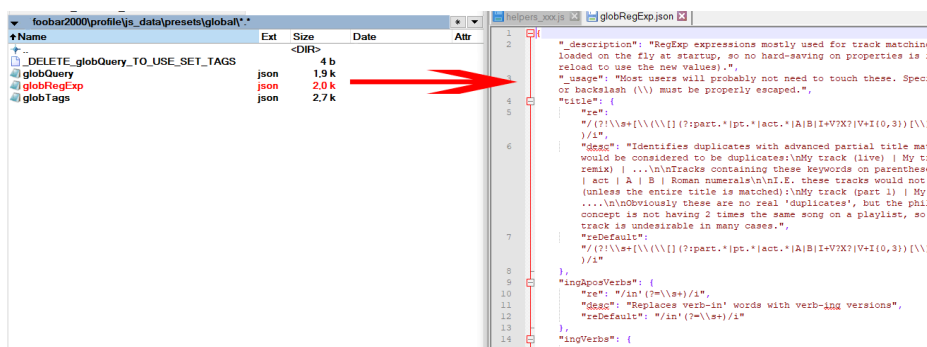 foobar2000\profile\js_data\presets\global\*.*
* ▼
Name Ext Size Date Attr
.. <DIR>
_DELETE_globQuery_TO_USE_SET_TAGS 4 b
globQuery json 1,9 k
globRegExp json 2,0 k
globTags json 2,7 k
helpers_xxx.js globRegExp.json
1 {
2 "_description": "RegExp expressions mostly used for track matchin
loaded on the fly at startup, so no hard-saving on properties is
reload to use the new values).",
3 "_usage": "Most users will probably not need to touch these. Spec
or backslash (\\) must be properly escaped.",
4 "title": {
5 "re":
"/(?!\\s+[\\(\\[](?:part.*|pt.*|act.*|A|B|I+V?X?|V+I{0,3})[\\
)/i",
6 "desc": "Identifies duplicates with advanced partial title ma
would be considered to be duplicates:\nMy track (live) | My t
remix) | ...\n\nTracks containing these keywords on parenthes
| act | A | B | Roman numerals\n\nI.E. these tracks would not
(unless the entire title is matched):\nMy track (part 1) | My
....\n\nObviously these are no real 'duplicates', but the phil
concept is not having 2 times the same song on a playlist, so
track is undesirable in many cases.",
7 "reDefault":
"/(?!\\s+[\\(\\[](?:part.*|pt.*|act.*|A|B|I+V?X?|V+I{0,3})[\\
)/i"
8 },
9 "ingAposVerbs": {
10 "re": "/in'(?=\\s+)/i",
11 "desc": "Replaces verb-in' words with verb-ing versions",
12 "reDefault": "/in'(?=\\s+)/i"
13 },
14 "ingVerbs": {